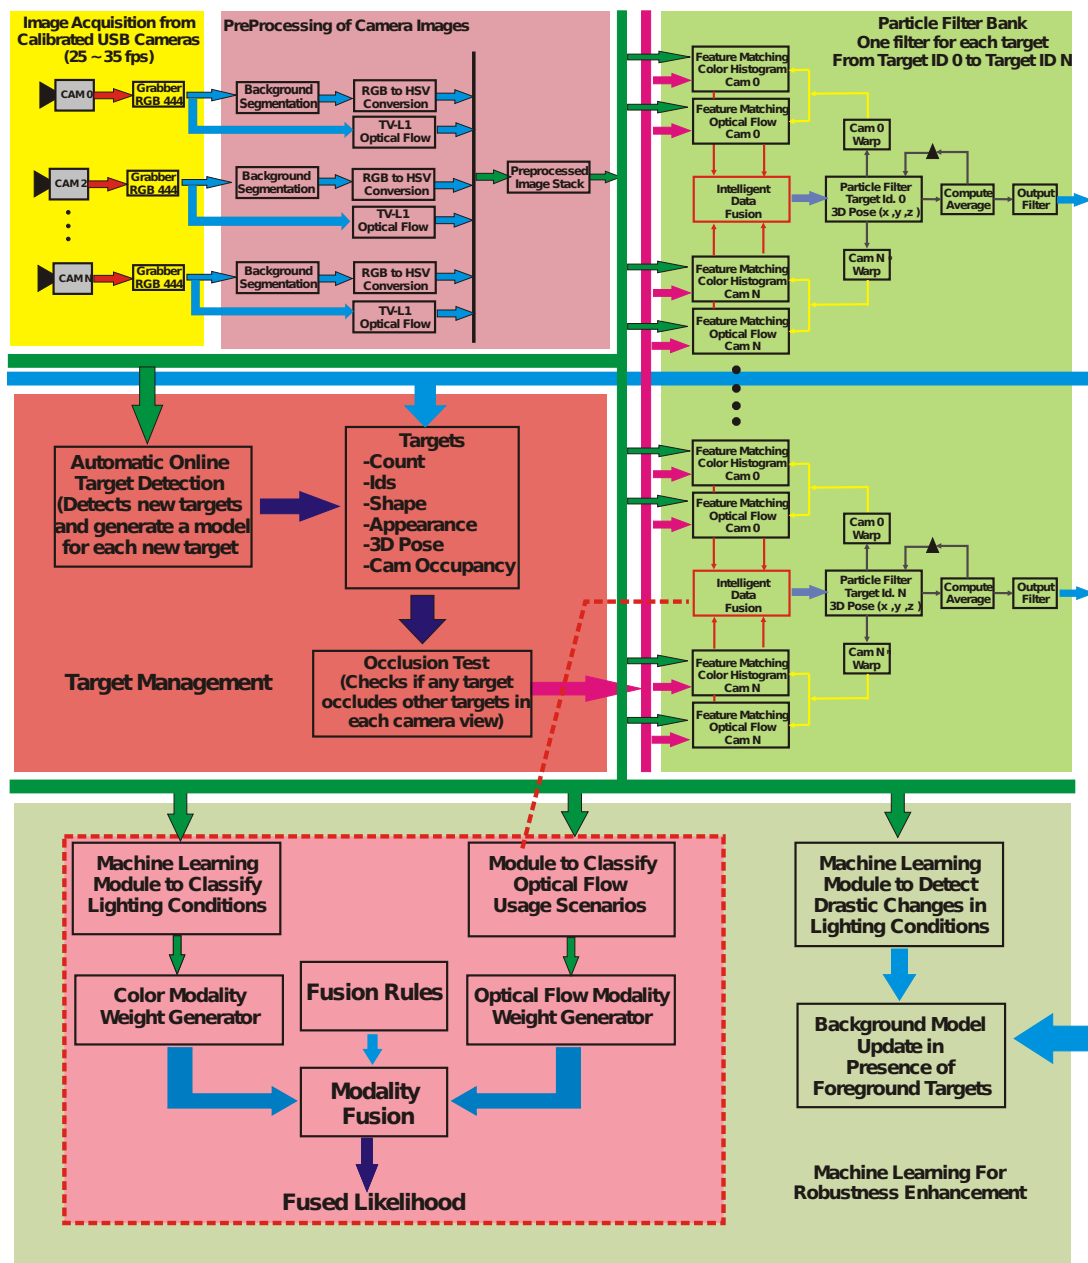 Image Acquisition from
Calibrated USB Cameras
(25 ~ 35 fps)
CAM 0
Grabber
RGB 444
CAM 2
Grabber
RGB 444
CAM N
Grabber
RGB 444
PreProcessing of Camera Images
Background
Segmentation
RGB to HSV
Conversion
TV-L1
Optical Flow
Background
Segmentation
RGB to HSV
Conversion
TV-L1
Optical Flow
Background
Segmentation
RGB to HSV
Conversion
TV-L1
Optical Flow
Preprocessed
Image Stack
Particle Filter Bank
One filter for each target
From Target ID 0 to Target ID N
Feature Matching
Color Histogram
Cam 0
Feature Matching
Optical Flow
Cam 0
Intelligent
Data
Fusion
Feature Matching
Color Histogram
Cam N
Feature Matching
Optical Flow
Cam N
Cam 0
Warp
Particle Filter
Target Id. 0
3D Pose (x ,y ,z )
Cam N
Warp
Compute
Average
Output
Filter
Feature Matching
Color Histogram
Cam 0
Feature Matching
Optical Flow
Cam 0
Intelligent
Data
Fusion
Feature Matching
Color Histogram
Cam N
Feature Matching
Optical Flow
Cam N
Cam 0
Warp
Particle Filter
Target Id. N
3D Pose (x ,y ,z )
Cam N
Warp
Compute
Average
Output
Filter
Automatic Online
Target Detection
(Detects new targets
and generate a model
for each new target
Targets
-Count
-Ids
-Shape
-Appearance
-3D Pose
-Cam Occupancy
Occlusion Test
(Checks if any target
occludes other targets in
each camera view)
Target Management
Machine Learning
Module to Classify
Lighting Conditions
Module to Classify
Optical Flow
Usage Scenarios
Machine Learning
Module to Detect
Drastic Changes in
Lighting Conditions
Color Modality
Weight Generator
Fusion Rules
Optical Flow Modality
Weight Generator
Modality
Fusion
Fused Likelihood
Background Model
Update in
Presence of
Foreground Targets
Machine Learning For
Robustness Enhancement